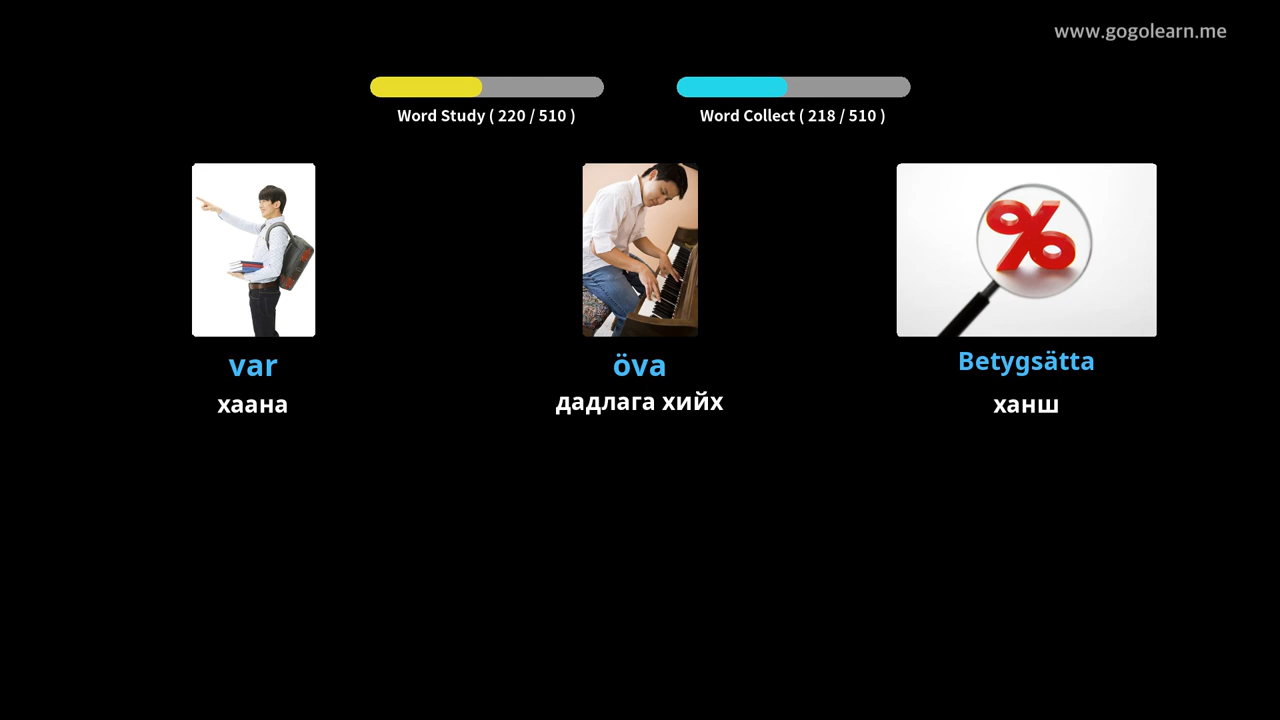 www.gogolearn.me
Word Study ( 220 / 510 )
Word Collect ( 218 / 510 )
var
öva
Betygsätta
хаана
дадлага хийх
ханш
%